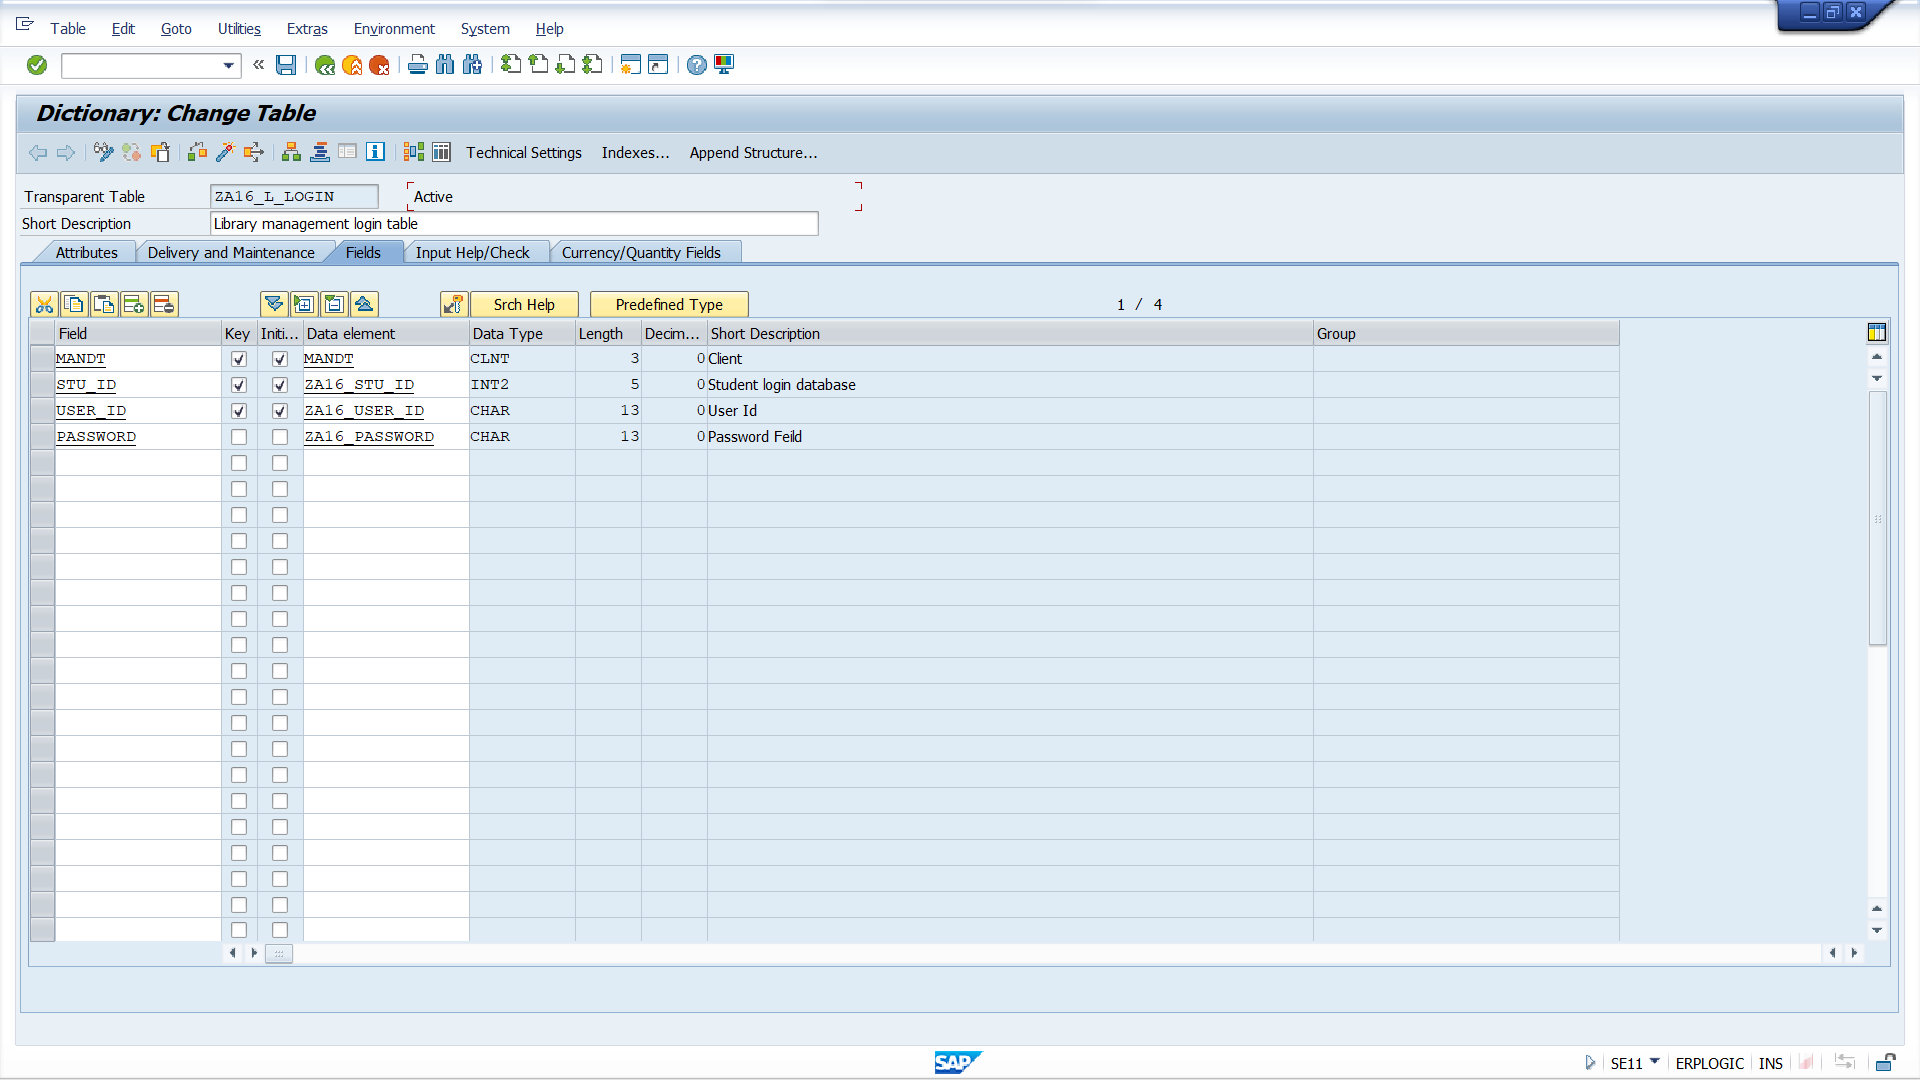 Table Edit Goto Utilities Extras Environment System Help
Dictionary: Change Table
Technical Settings Indexes... Append Structure...
Transparent Table ZA16_L_LOGIN Active
Short Description Library management login table
Attributes Delivery and Maintenance Fields Input Help/Check Currency/Quantity Fields
Srch Help Predefined Type 1 / 4
Field Key Initi... Data element Data Type Length Decim... Short Description Group
MANDT MANDT CLNT 3 0 Client
STU_ID ZA16_STU_ID INT2 5 0 Student login database
USER_ID ZA16_USER_ID CHAR 13 0 User Id
PASSWORD ZA16_PASSWORD CHAR 13 0 Password Feild
SAP SE11 ERPLOGIC INS